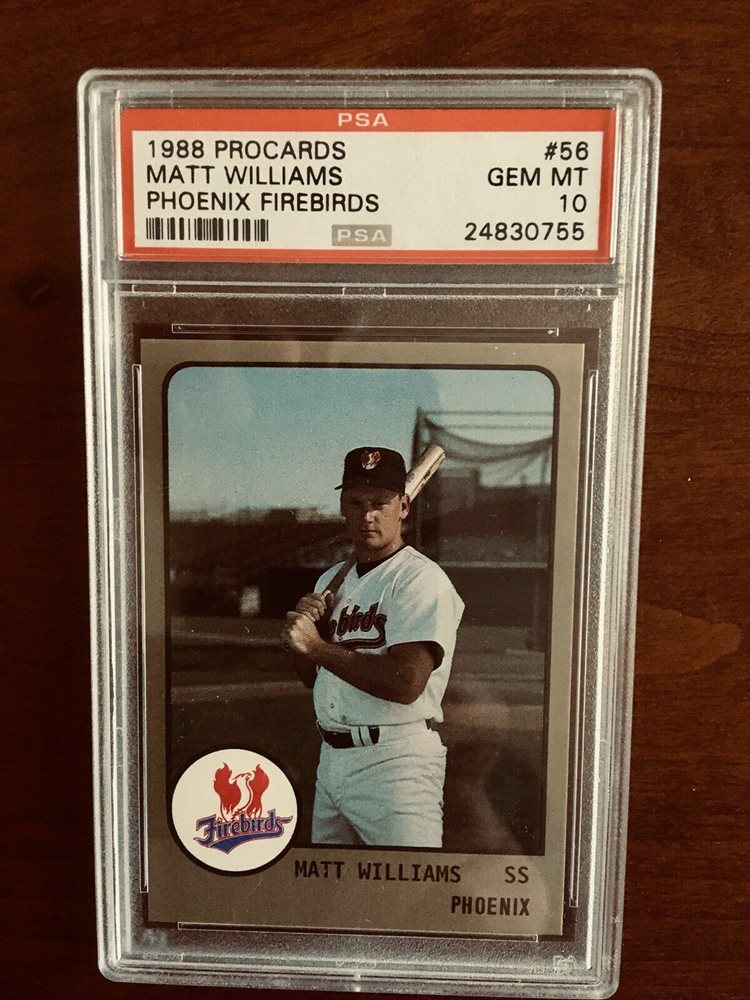 PSA
1988 PROCARDS #56
MATT WILLIAMS GEM MT
PHOENIX FIREBIRDS 10
PSA 24830755
Firebirds
MATT WILLIAMS SS
PHOENIX